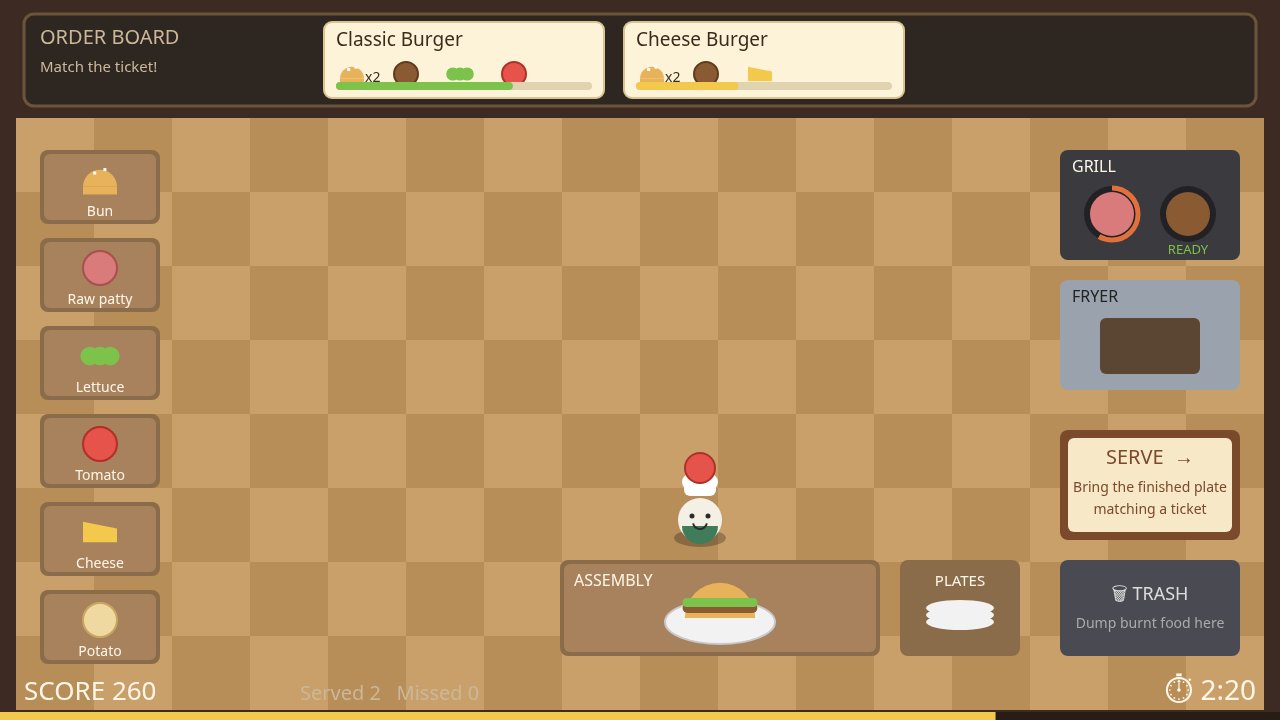 ORDER BOARD
Match the ticket!
Classic Burger
x2
Cheese Burger
x2
Bun
Raw patty
Lettuce
Tomato
Cheese
Potato
GRILL
READY
FRYER
SERVE →
Bring the finished plate
matching a ticket
ASSEMBLY
PLATES
TRASH
Dump burnt food here
SCORE 260
Served 2 Missed 0
2:20